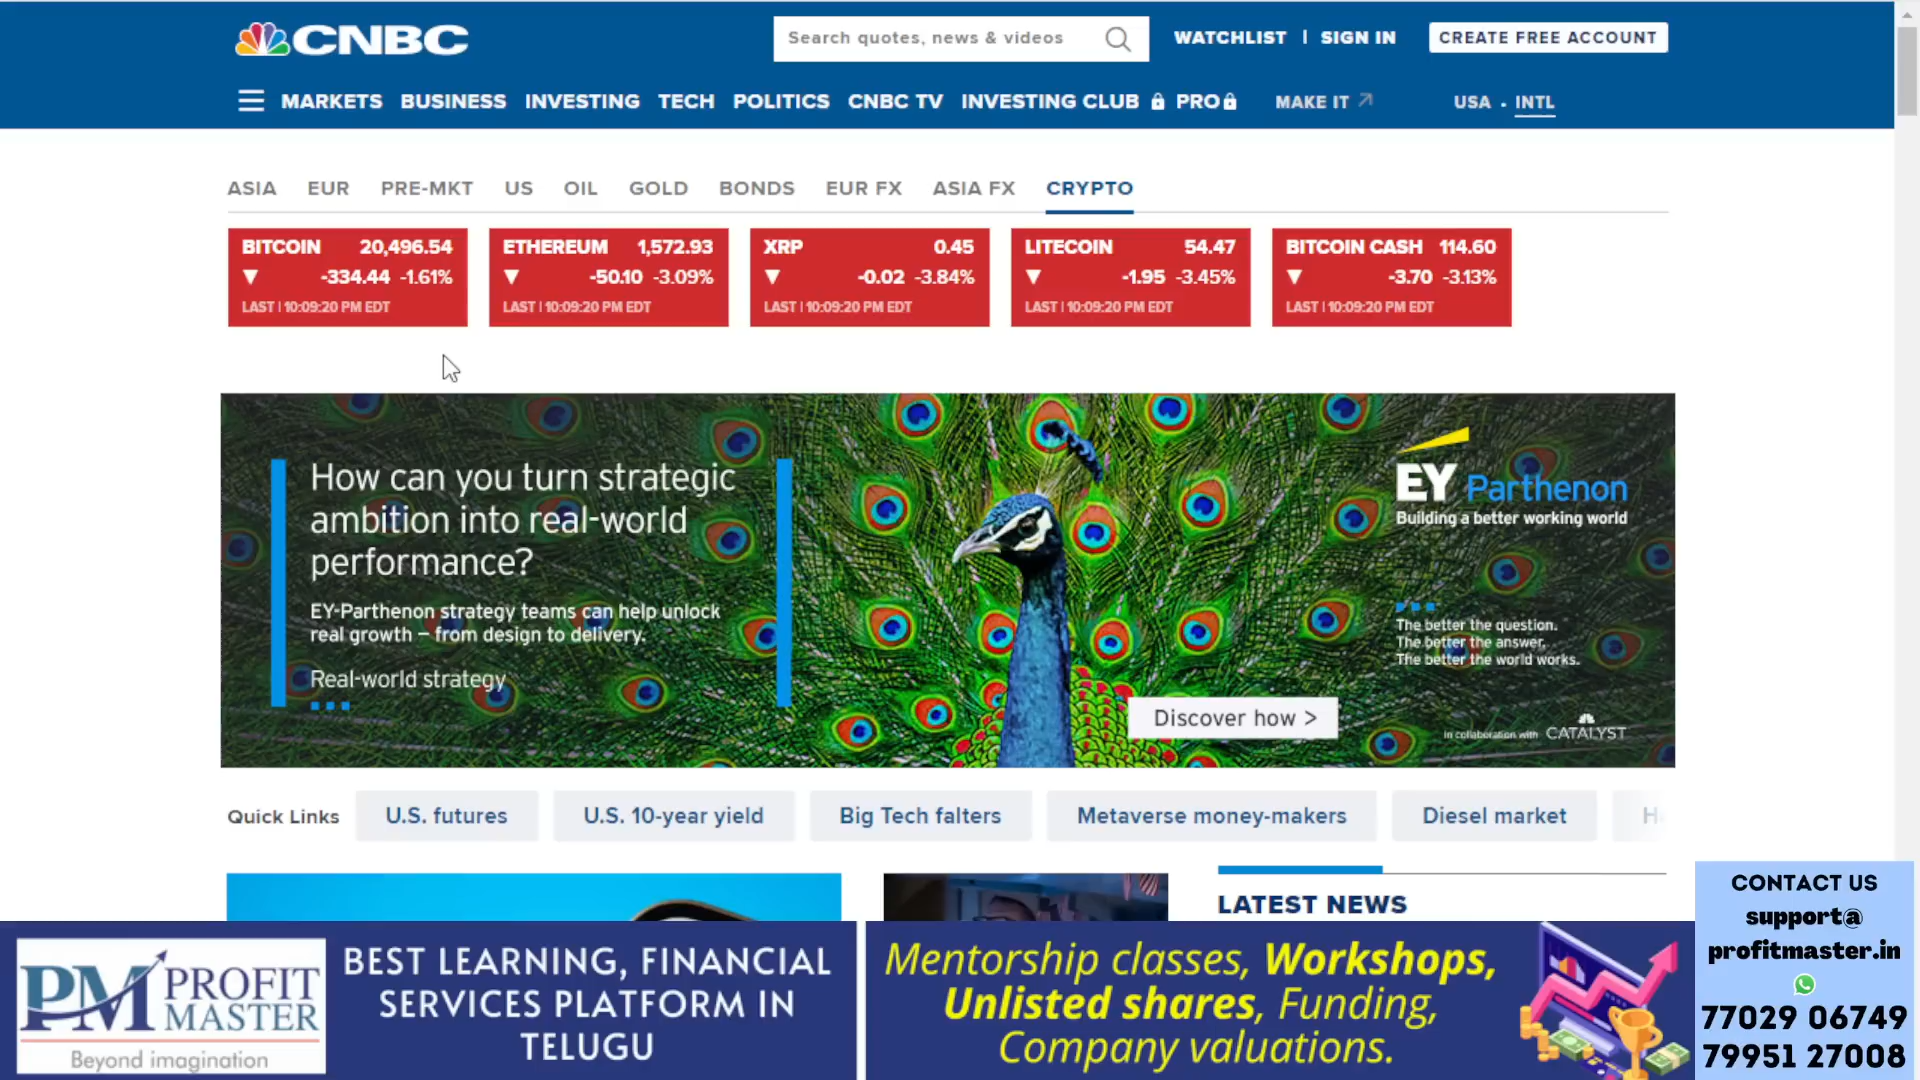 CNBC
Search quotes, news & videos
WATCHLIST | SIGN IN
CREATE FREE ACCOUNT
MARKETS BUSINESS INVESTING TECH POLITICS CNBC TV INVESTING CLUB PRO MAKE IT USA • INTL
ASIA EUR PRE-MKT US OIL GOLD BONDS EUR FX ASIA FX CRYPTO
BITCOIN 20,496.54
▼ -334.44 -1.61%
LAST | 10:09:20 PM EDT
ETHEREUM 1,572.93
▼ -50.10 -3.09%
LAST | 10:09:20 PM EDT
XRP 0.45
▼ -0.02 -3.84%
LAST | 10:09:20 PM EDT
LITECOIN 54.47
▼ -1.95 -3.45%
LAST | 10:09:20 PM EDT
BITCOIN CASH 114.60
▼ -3.70 -3.13%
LAST | 10:09:20 PM EDT
How can you turn strategic
ambition into real-world
performance?
EY-Parthenon strategy teams can help unlock
real growth – from design to delivery.
Real-world strategy
EY Parthenon
Building a better working world
The better the question.
The better the answer.
The better the world works.
Discover how >
in collaboration with CATALYST
Quick Links
U.S. futures
U.S. 10-year yield
Big Tech falters
Metaverse money-makers
Diesel market
LATEST NEWS
PM PROFIT
MASTER
Beyond imagination
BEST LEARNING, FINANCIAL
SERVICES PLATFORM IN
TELUGU
Mentorship classes, Workshops,
Unlisted shares, Funding,
Company valuations.
CONTACT US
support@
profitmaster.in
77029 06749
79951 27008